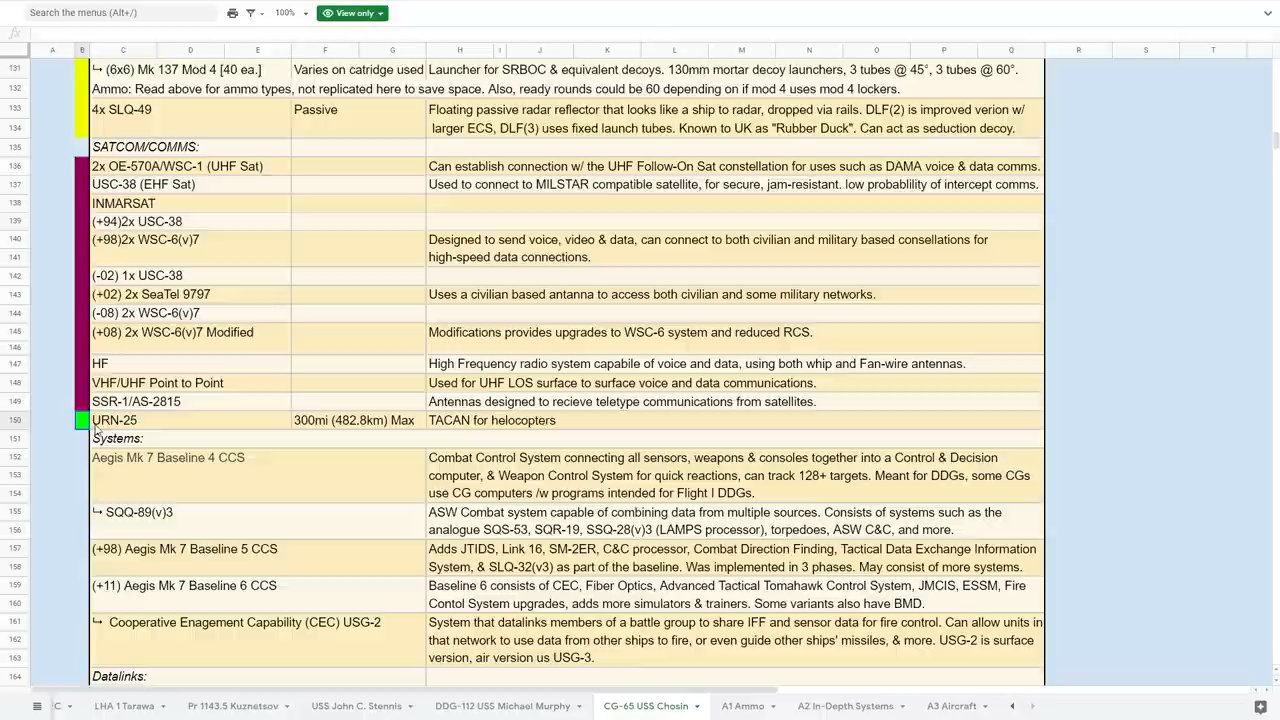 Search the menus (Alt+/)
100%
View only
fx
A B C D E F G H I J K L M N O P Q R S T
131 ↳ (6x6) Mk 137 Mod 4 [40 ea.] Varies on catridge used Launcher for SRBOC & equivalent decoys. 130mm mortar decoy launchers, 3 tubes @ 45°, 3 tubes @ 60°.
132 Ammo: Read above for ammo types, not replicated here to save space. Also, ready rounds could be 60 depending on if mod 4 uses mod 4 lockers.
133 4x SLQ-49 Passive Floating passive radar reflector that looks like a ship to radar, dropped via rails. DLF(2) is improved verion w/
134 larger ECS, DLF(3) uses fixed launch tubes. Known to UK as "Rubber Duck". Can act as seduction decoy.
135 SATCOM/COMMS:
136 2x OE-570A/WSC-1 (UHF Sat) Can establish connection w/ the UHF Follow-On Sat constellation for uses such as DAMA voice & data comms.
137 USC-38 (EHF Sat) Used to connect to MILSTAR compatible satellite, for secure, jam-resistant. low probablility of intercept comms.
138 INMARSAT
139 (+94)2x USC-38
140 (+98)2x WSC-6(v)7 Designed to send voice, video & data, can connect to both civilian and military based consellations for
141 high-speed data connections.
142 (-02) 1x USC-38
143 (+02) 2x SeaTel 9797 Uses a civilian based antanna to access both civilian and some military networks.
144 (-08) 2x WSC-6(v)7
145 (+08) 2x WSC-6(v)7 Modified Modifications provides upgrades to WSC-6 system and reduced RCS.
146
147 HF High Frequency radio system capable of voice and data, using both whip and Fan-wire antennas.
148 VHF/UHF Point to Point Used for UHF LOS surface to surface voice and data communications.
149 SSR-1/AS-2815 Antennas designed to recieve teletype communications from satellites.
150 URN-25 300mi (482.8km) Max TACAN for helocopters
151 Systems:
152 Aegis Mk 7 Baseline 4 CCS Combat Control System connecting all sensors, weapons & consoles together into a Control & Decision
153 computer, & Weapon Control System for quick reactions, can track 128+ targets. Meant for DDGs, some CGs
154 use CG computers /w programs intended for Flight I DDGs.
155 ↳ SQQ-89(v)3 ASW Combat system capable of combining data from multiple sources. Consists of systems such as the
156 analogue SQS-53, SQR-19, SSQ-28(v)3 (LAMPS processor), torpedoes, ASW C&C, and more.
157 (+98) Aegis Mk 7 Baseline 5 CCS Adds JTIDS, Link 16, SM-2ER, C&C processor, Combat Direction Finding, Tactical Data Exchange Information
158 System, & SLQ-32(v3) as part of the baseline. Was implemented in 3 phases. May consist of more systems.
159 (+11) Aegis Mk 7 Baseline 6 CCS Baseline 6 consists of CEC, Fiber Optics, Advanced Tactical Tomahawk Control System, JMCIS, ESSM, Fire
160 Contol System upgrades, adds more simulators & trainers. Some variants also have BMD.
161 ↳ Cooperative Enagement Capability (CEC) USG-2 System that datalinks members of a battle group to share IFF and sensor data for fire control. Can allow units in
162 that network to use data from other ships to fire, or even guide other ships' missiles, & more. USG-2 is surface
163 version, air version us USG-3.
164 Datalinks:
C. LHA 1 Tarawa Pr 1143.5 Kuznetsov USS John C. Stennis DDG-112 USS Michael Murphy CG-65 USS Chosin A1 Ammo A2 In-Depth Systems A3 Aircraft